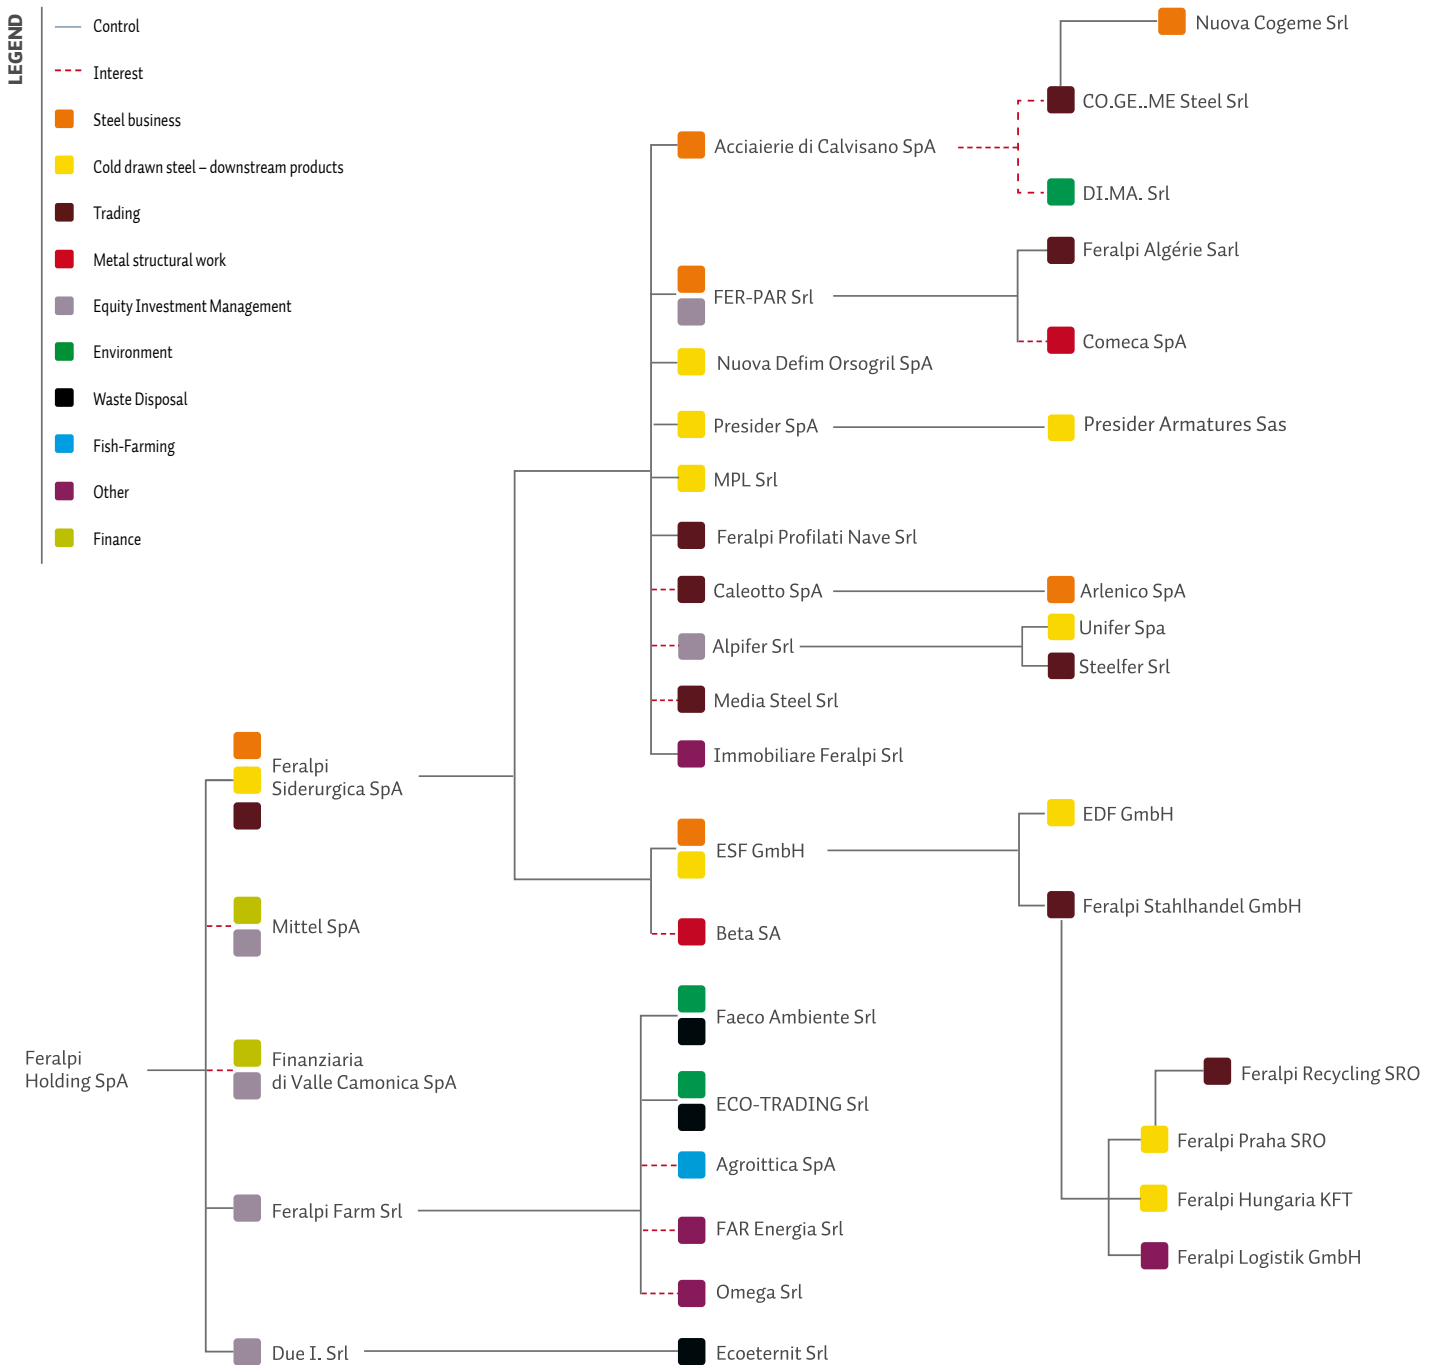 LEGEND
Control
Interest
Steel business
Cold drawn steel – downstream products
Trading
Metal structural work
Equity Investment Management
Environment
Waste Disposal
Fish-Farming
Other
Finance
Feralpi
Holding SpA
Feralpi
Siderurgica SpA
Mittel SpA
Finanziaria
di Valle Camonica SpA
Feralpi Farm Srl
Due I. Srl
Acciaierie di Calvisano SpA
FER-PAR Srl
Nuova Defim Orsogril SpA
Presider SpA
MPL Srl
Feralpi Profilati Nave Srl
Caleotto SpA
Alpifer Srl
Media Steel Srl
Immobiliare Feralpi Srl
ESF GmbH
Beta SA
Faeco Ambiente Srl
ECO-TRADING Srl
Agroittica SpA
FAR Energia Srl
Omega Srl
Ecoeternit Srl
Nuova Cogeme Srl
CO.GE..ME Steel Srl
DI.MA. Srl
Feralpi Algérie Sarl
Comeca SpA
Presider Armatures Sas
Arlenico SpA
Unifer Spa
Steelfer Srl
EDF GmbH
Feralpi Stahlhandel GmbH
Feralpi Recycling SRO
Feralpi Praha SRO
Feralpi Hungaria KFT
Feralpi Logistik GmbH